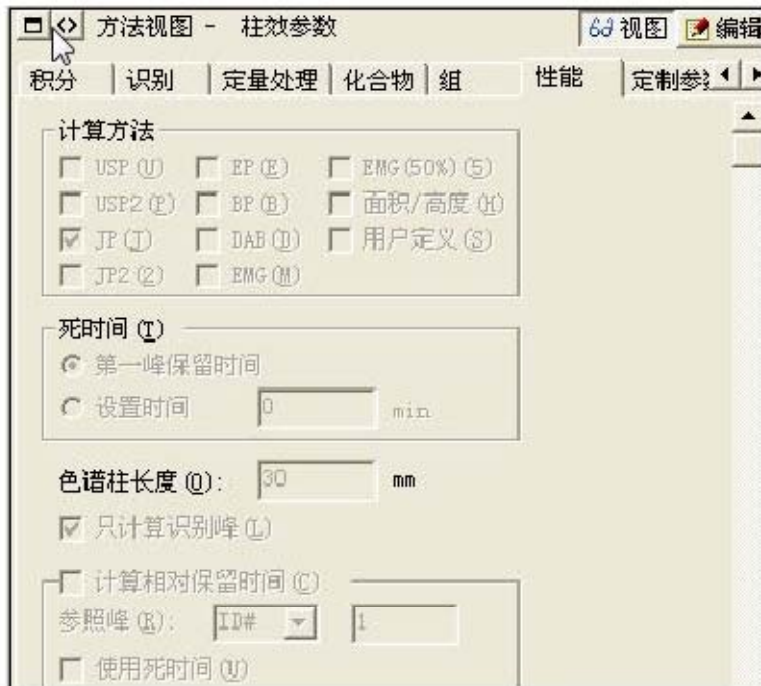 方法视图 - 柱效参数 视图 编辑
积分 识别 定量处理 化合物 组 性能 定制参
计算方法
USP(U) EP(E) EMG(50%)(5)
USP2(P) BP(B) 面积/高度(H)
JP(J) DAB(D) 用户定义(S)
JP2(2) EMG(M)
死时间(T)
第一峰保留时间
设置时间 0 min
色谱柱长度(O): 30 mm
只计算识别峰(L)
计算相对保留时间(C)
参照峰(R): ID# 1
使用死时间(V)